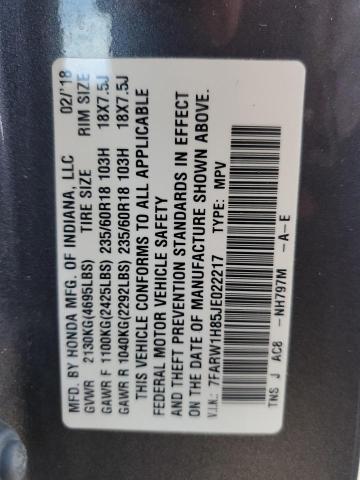 MFD. BY HONDA MFG. OF INDIANA, LLC 02/'18
GVWR 2130KG(4695LBS) TIRE SIZE RIM SIZE
GAWR F 1100KG(2425LBS) 235/60R18 103H 18X7.5J
GAWR R 1040KG(2292LBS) 235/60R18 103H 18X7.5J
THIS VEHICLE CONFORMS TO ALL APPLICABLE
FEDERAL MOTOR VEHICLE SAFETY
AND THEFT PREVENTION STANDARDS IN EFFECT
ON THE DATE OF MANUFACTURE SHOWN ABOVE.
V.I.N.: 7FARW1H85JE022217 TYPE: MPV
TNS J AC8 -NH797M -A-E